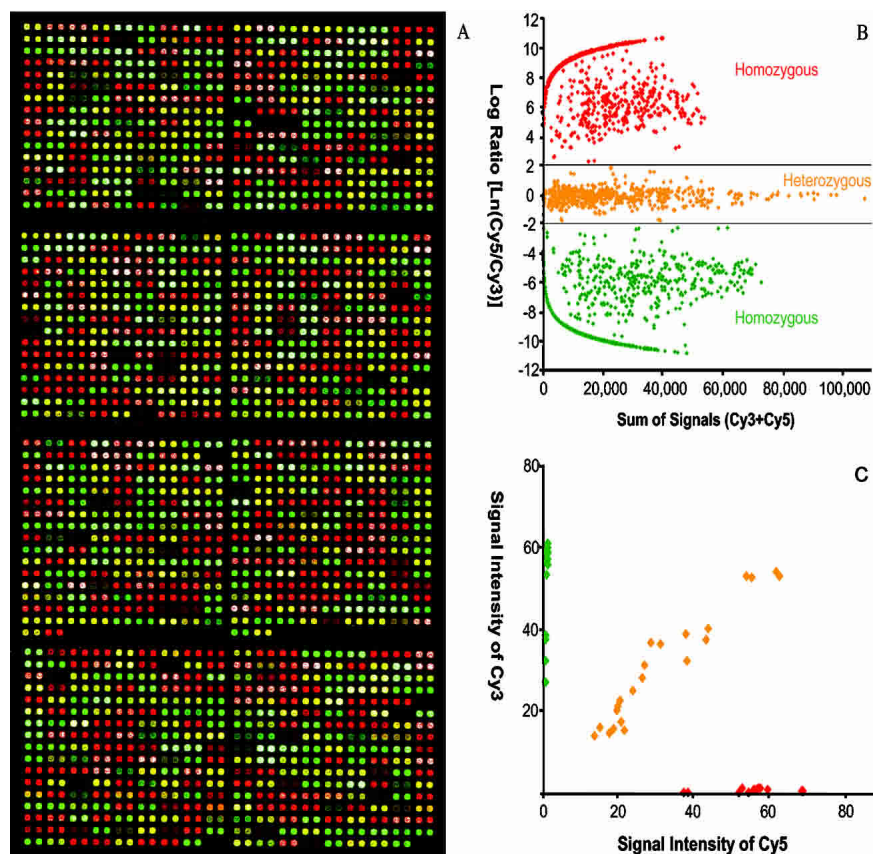 A
B
Log Ratio [Ln(Cy5/Cy3)]
12
10
8
6
4
2
0
-2
-4
-6
-8
-10
-12
Homozygous
Heterozygous
Homozygous
0
20,000
40,000
60,000
80,000
100,000
Sum of Signals (Cy3+Cy5)
C
Signal Intensity of Cy3
80
60
40
20
0
20
40
60
80
Signal Intensity of Cy5